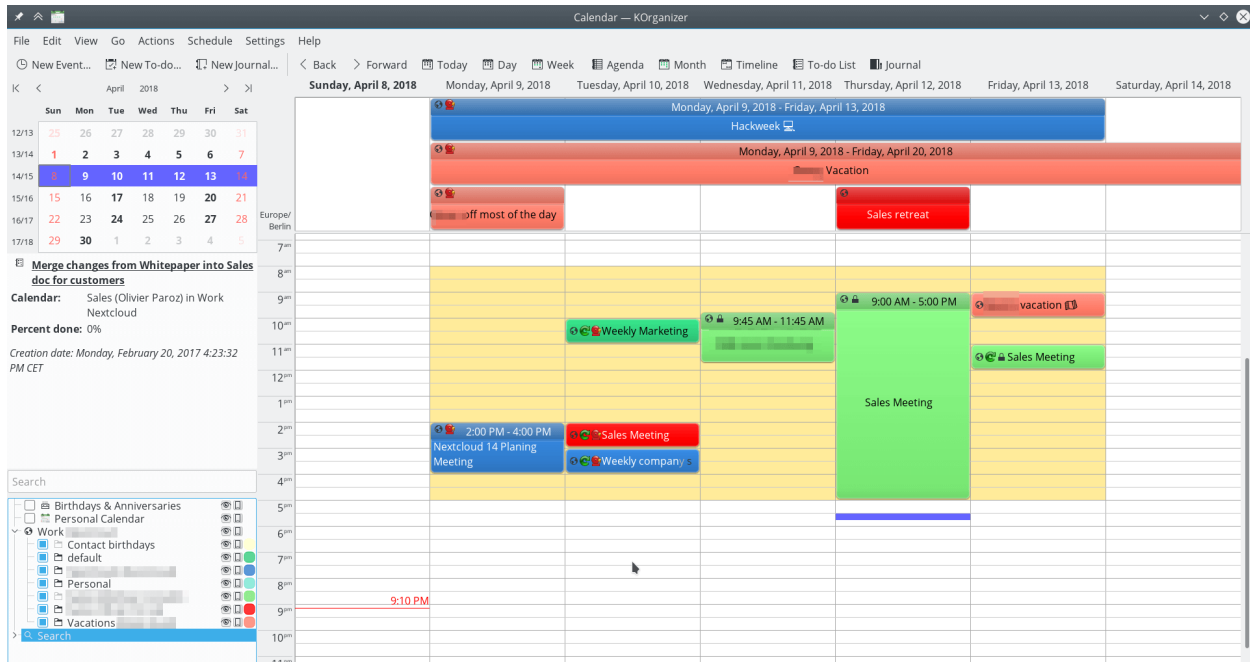 Calendar — KOrganizer
File Edit View Go Actions Schedule Settings Help
New Event... New To-do... New Journal... Back Forward Today Day Week Agenda Month Timeline To-do List Journal
April 2018
Sun Mon Tue Wed Thu Fri Sat
12/13 25 26 27 28 29 30 31
13/14 1 2 3 4 5 6 7
14/15 8 9 10 11 12 13 14
15/16 15 16 17 18 19 20 21
16/17 22 23 24 25 26 27 28
17/18 29 30 1 2 3 4 5
Merge changes from Whitepaper into Sales
doc for customers
Calendar: Sales (Olivier Paroz) in Work
Nextcloud
Percent done: 0%
Creation date: Monday, February 20, 2017 4:23:32
PM CET
Search
Birthdays & Anniversaries
Personal Calendar
Work
Contact birthdays
default
Personal
Vacations
Search
Sunday, April 8, 2018 Monday, April 9, 2018 Tuesday, April 10, 2018 Wednesday, April 11, 2018 Thursday, April 12, 2018 Friday, April 13, 2018 Saturday, April 14, 2018
Monday, April 9, 2018 - Friday, April 13, 2018
Hackweek
Monday, April 9, 2018 - Friday, April 20, 2018
Vacation
off most of the day
Sales retreat
Europe/
Berlin
7am
8am
9am
9:00 AM - 5:00 PM
vacation
10am
9:45 AM - 11:45 AM
Weekly Marketing
11am
Sales Meeting
12pm
1pm
Sales Meeting
2pm
2:00 PM - 4:00 PM
Sales Meeting
Nextcloud 14 Planing
Meeting
3pm
Weekly company s
4pm
5pm
6pm
7pm
8pm
9:10 PM
9pm
10pm